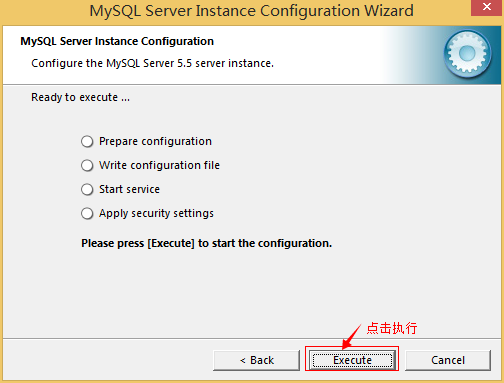 MySQL Server Instance Configuration Wizard
MySQL Server Instance Configuration
Configure the MySQL Server 5.5 server instance.
Ready to execute ...
Prepare configuration
Write configuration file
Start service
Apply security settings
Please press [Execute] to start the configuration.
点击执行
< Back
Execute
Cancel